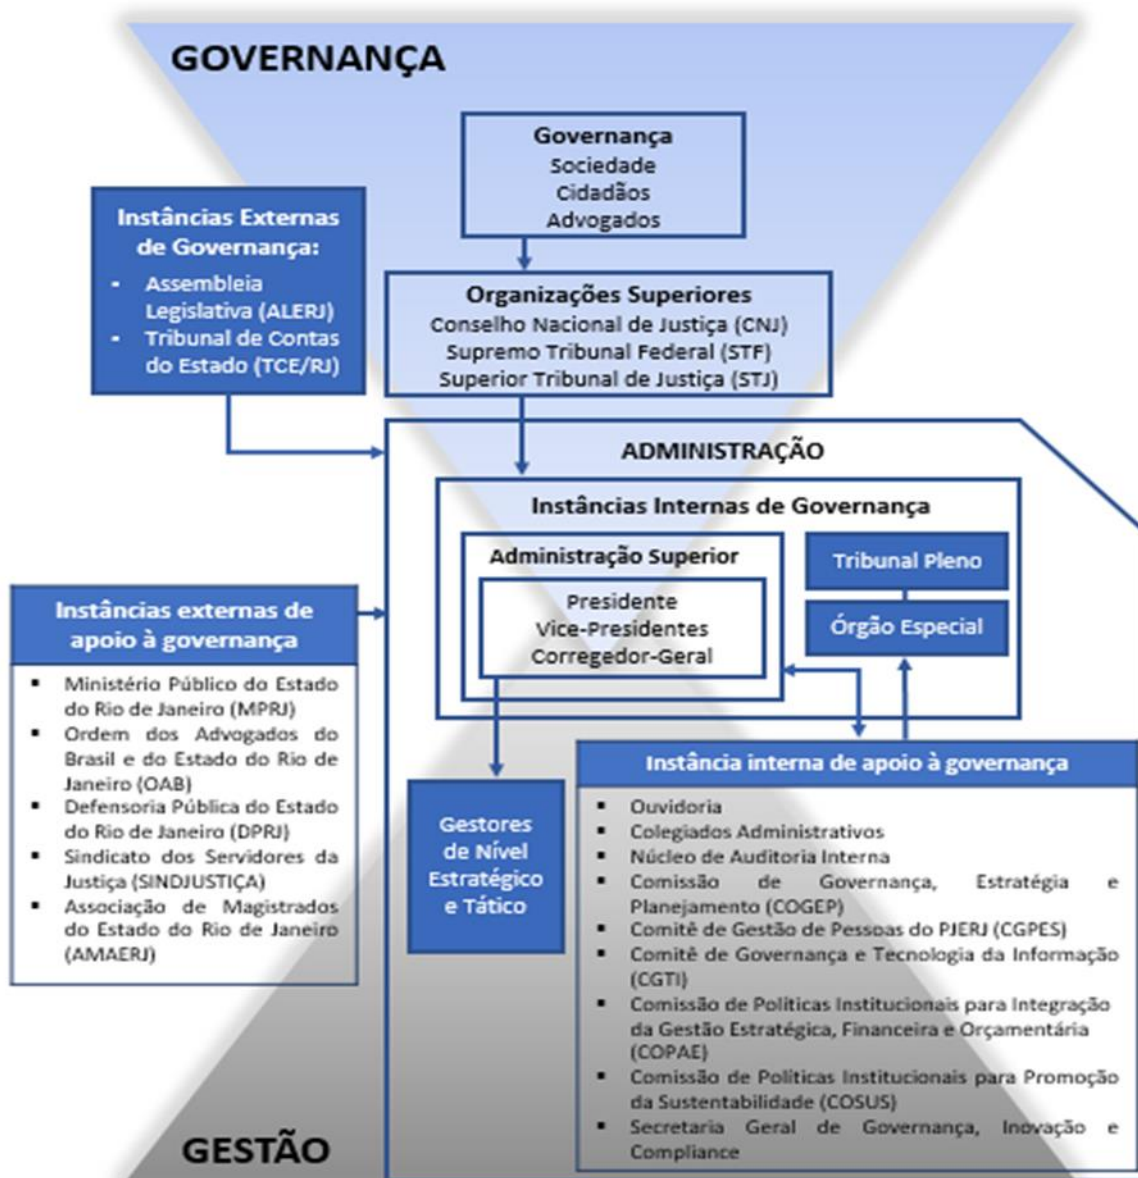 GOVERNANÇA
Governança
Sociedade
Cidadãos
Advogados
Instâncias Externas
de Governança:
- Assembleia
Legislativa (ALERJ)
- Tribunal de Contas
do Estado (TCE/RJ)
Organizações Superiores
Conselho Nacional de Justiça (CNJ)
Supremo Tribunal Federal (STF)
Superior Tribunal de Justiça (STJ)
ADMINISTRAÇÃO
Instâncias Internas de Governança
Administração Superior
Presidente
Vice-Presidentes
Corregedor-Geral
Tribunal Pleno
Órgão Especial
Instâncias externas de
apoio à governança
▪ Ministério Público do Estado
do Rio de Janeiro (MPRJ)
▪ Ordem dos Advogados do
Brasil e do Estado do Rio de
Janeiro (OAB)
▪ Defensoria Pública do Estado
do Rio de Janeiro (DPRJ)
▪ Sindicato dos Servidores da
Justiça (SINDJUSTIÇA)
▪ Associação de Magistrados
do Estado do Rio de Janeiro
(AMAERJ)
Gestores
de Nível
Estratégico
e Tático
Instância interna de apoio à governança
▪ Ouvidoria
▪ Colegiados Administrativos
▪ Núcleo de Auditoria Interna
▪ Comissão de Governança, Estratégia e
Planejamento (COGEP)
▪ Comitê de Gestão de Pessoas do PJERJ (CGPES)
▪ Comitê de Governança e Tecnologia da Informação
(CGTI)
▪ Comissão de Políticas Institucionais para Integração
da Gestão Estratégica, Financeira e Orçamentária
(COPAE)
▪ Comissão de Políticas Institucionais para Promoção
da Sustentabilidade (COSUS)
▪ Secretaria Geral de Governança, Inovação e
Compliance
GESTÃO